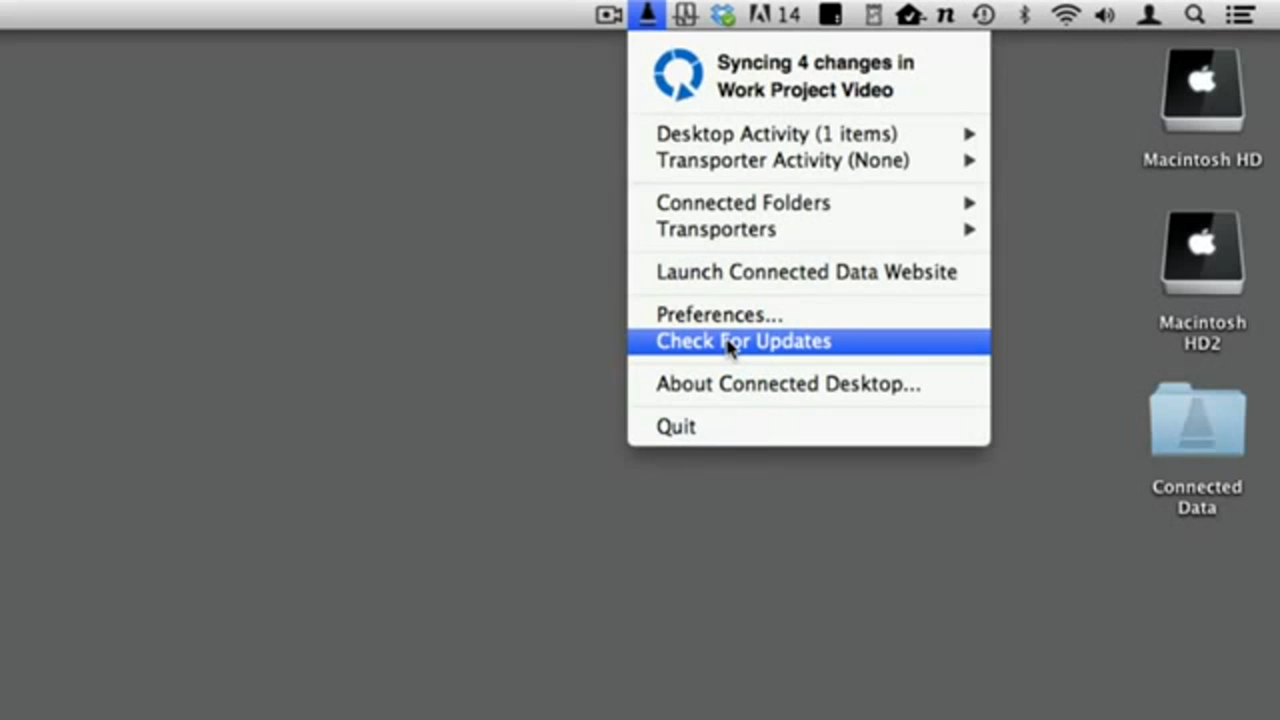 14
n
Syncing 4 changes in
Work Project Video
Desktop Activity (1 items)
Transporter Activity (None)
Connected Folders
Transporters
Launch Connected Data Website
Preferences...
Check For Updates
About Connected Desktop...
Quit
Macintosh HD
Macintosh
HD2
Connected
Data